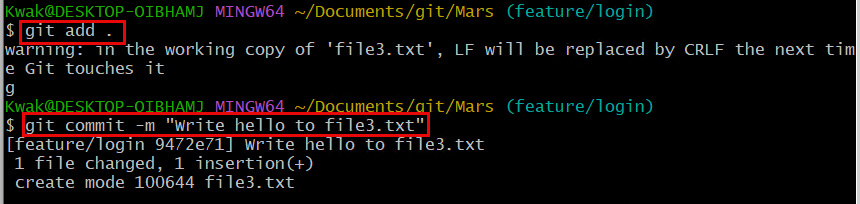 Kwak@DESKTOP-OIBHAMJ MINGW64 ~/Documents/git/Mars (feature/login)
$ git add .
warning: in the working copy of 'file3.txt', LF will be replaced by CRLF the next tim
e Git touches it
g
Kwak@DESKTOP-OIBHAMJ MINGW64 ~/Documents/git/Mars (feature/login)
$ git commit -m "Write hello to file3.txt"
[feature/login 9472e71] Write hello to file3.txt
 1 file changed, 1 insertion(+)
 create mode 100644 file3.txt